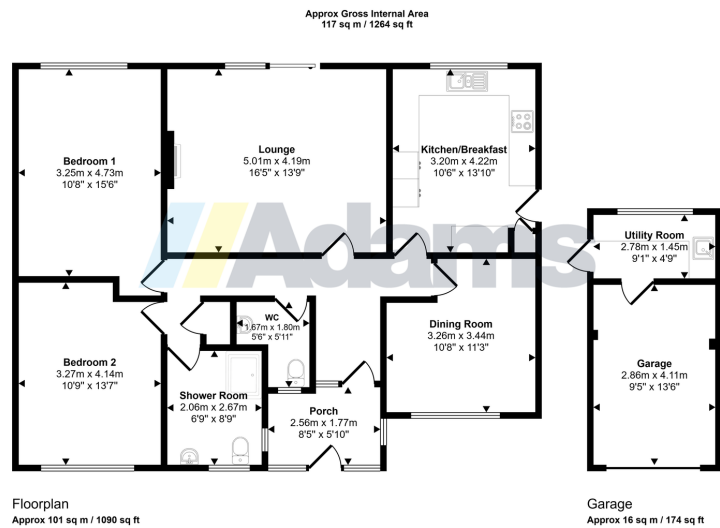 Approx Gross Internal Area
117 sq m / 1264 sq ft
Bedroom 1
3.25m x 4.73m
10'8" x 15'6"
Lounge
5.01m x 4.19m
16'5" x 13'9"
Kitchen/Breakfast
3.20m x 4.22m
10'6" x 13'10"
Adams
Utility Room
2.78m x 1.45m
9'1" x 4'9"
WC
1.67m x 1.80m
5'6" x 5'11"
Dining Room
3.26m x 3.44m
10'8" x 11'3"
Bedroom 2
3.27m x 4.14m
10'9" x 13'7"
Shower Room
2.06m x 2.67m
6'9" x 8'9"
Porch
2.56m x 1.77m
8'5" x 5'10"
Garage
2.86m x 4.11m
9'5" x 13'6"
Floorplan
Approx 101 sq m / 1090 sq ft
Garage
Approx 16 sq m / 174 sq ft